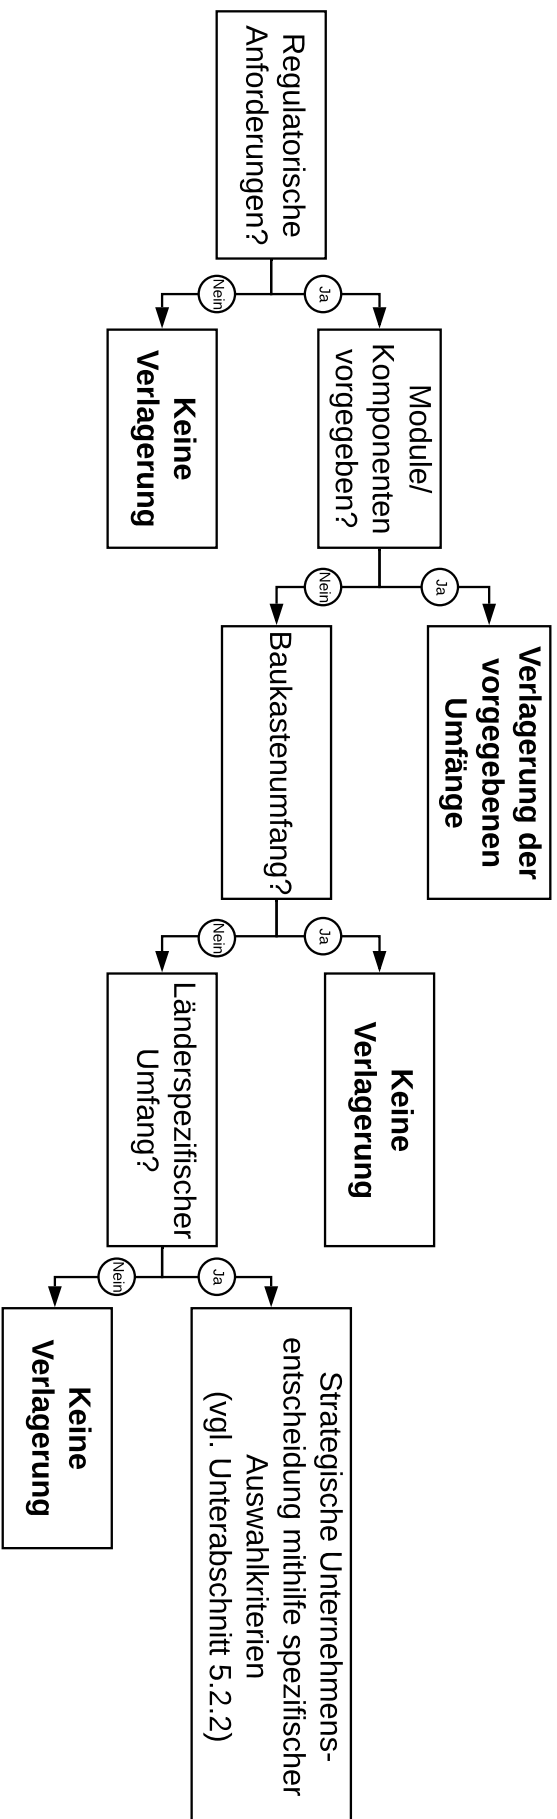 Regulatorische
Anforderungen?
Ja
Nein
Module/
Komponenten
vorgegeben?
Keine
Verlagerung
Ja
Nein
Verlagerung der
vorgegebenen
Umfänge
Baukastenumfang?
Ja
Nein
Keine
Verlagerung
Länderspezifischer
Umfang?
Ja
Nein
Strategische Unternehmens-
entscheidung mithilfe spezifischer
Auswahlkriterien
(vgl. Unterabschnitt 5.2.2)
Keine
Verlagerung